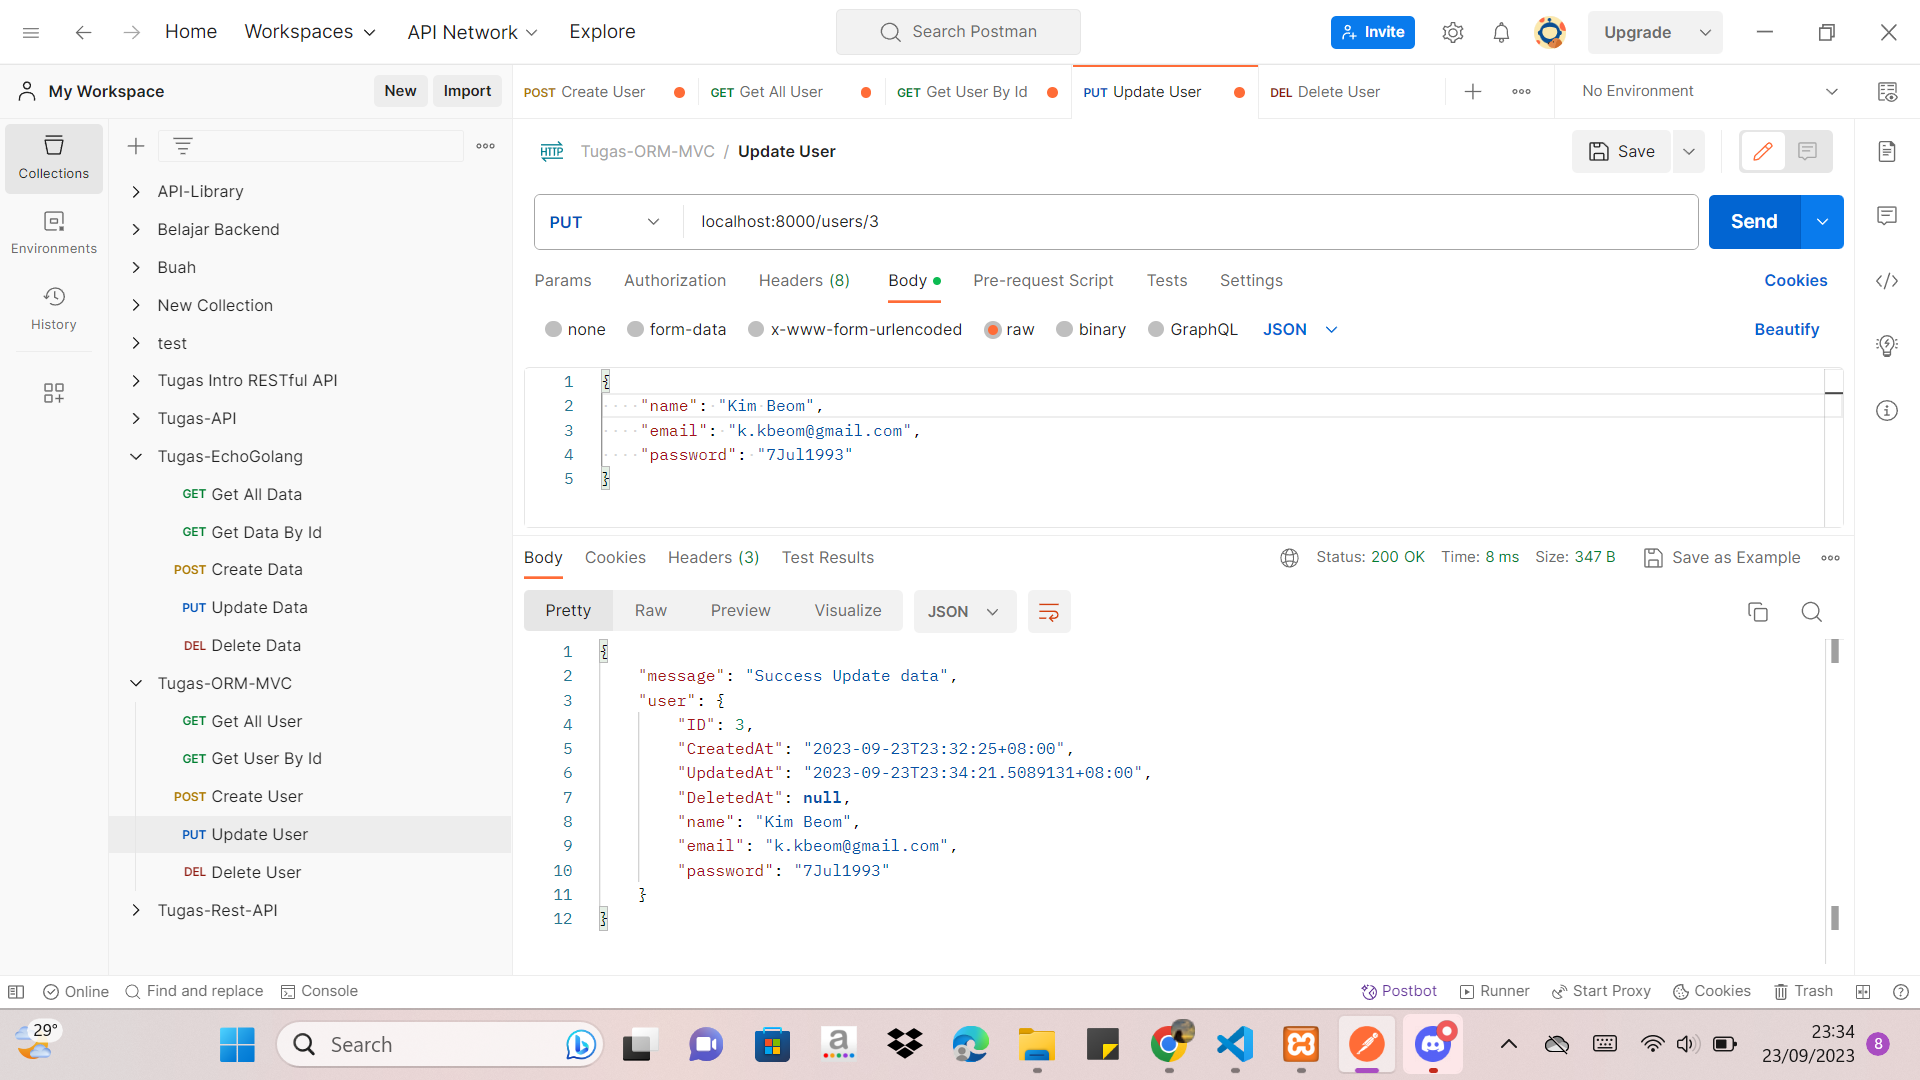 Home
Workspaces
API Network
Explore
Search Postman
Invite
Upgrade
My Workspace
New
Import
POST Create User
GET Get All User
GET Get User By Id
PUT Update User
DEL Delete User
No Environment
Collections
Environments
History
API-Library
Belajar Backend
Buah
New Collection
test
Tugas Intro RESTful API
Tugas-API
Tugas-EchoGolang
GET Get All Data
GET Get Data By Id
POST Create Data
PUT Update Data
DEL Delete Data
Tugas-ORM-MVC
GET Get All User
GET Get User By Id
POST Create User
PUT Update User
DEL Delete User
Tugas-Rest-API
HTTP Tugas-ORM-MVC / Update User
Save
PUT
localhost:8000/users/3
Send
Params
Authorization
Headers (8)
Body
Pre-request Script
Tests
Settings
Cookies
none
form-data
x-www-form-urlencoded
raw
binary
GraphQL
JSON
Beautify
1 {
2 "name": "Kim Beom",
3 "email": "k.kbeom@gmail.com",
4 "password": "7Jul1993"
5 }
Body
Cookies
Headers (3)
Test Results
Status: 200 OK
Time: 8 ms
Size: 347 B
Save as Example
Pretty
Raw
Preview
Visualize
JSON
1 {
2 "message": "Success Update data",
3 "user": {
4 "ID": 3,
5 "CreatedAt": "2023-09-23T23:32:25+08:00",
6 "UpdatedAt": "2023-09-23T23:34:21.5089131+08:00",
7 "DeletedAt": null,
8 "name": "Kim Beom",
9 "email": "k.kbeom@gmail.com",
10 "password": "7Jul1993"
11 }
12 }
Online
Find and replace
Console
Postbot
Runner
Start Proxy
Cookies
Trash
29°
Search
a
23:34
23/09/2023
8